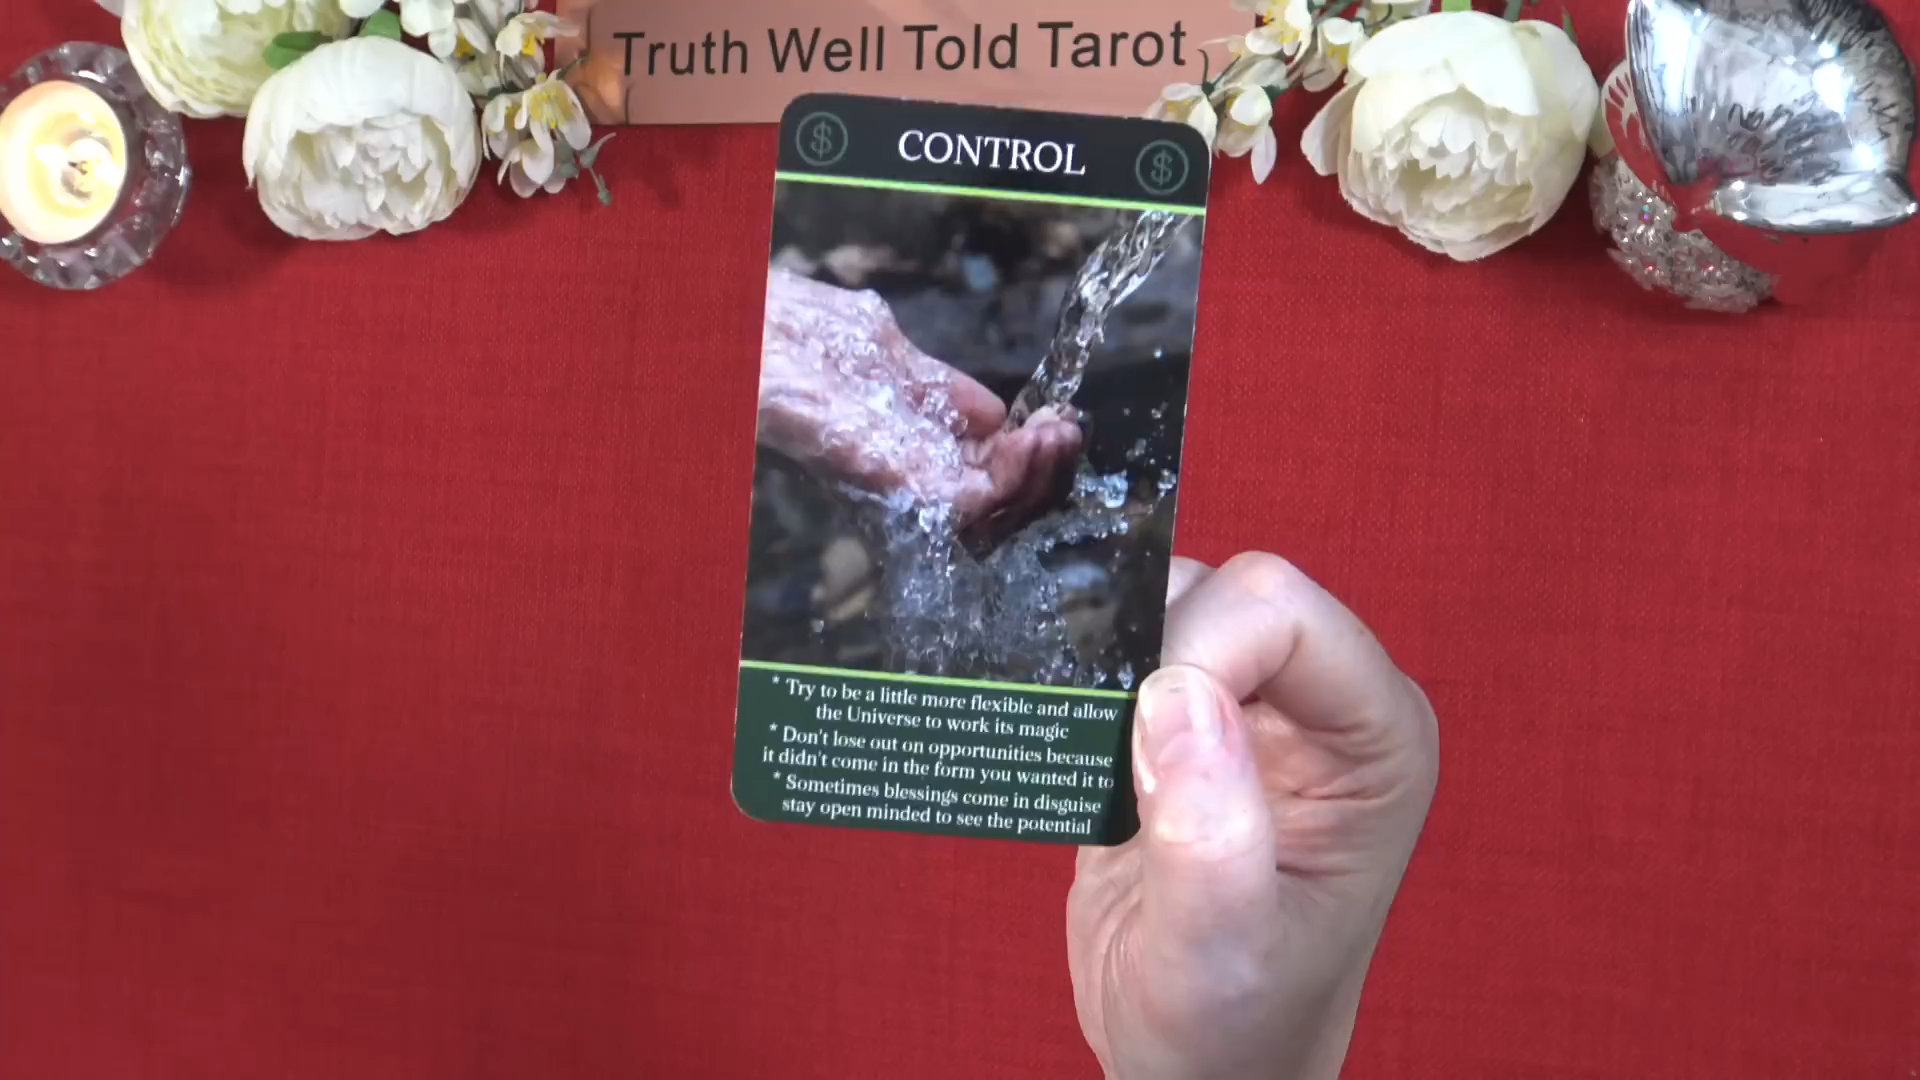 Truth Well Told Tarot
$ CONTROL $
* Try to be a little more flexible and allow
the Universe to work its magic
* Don't lose out on opportunities because
it didn't come in the form you wanted it to
* Sometimes blessings come in disguise
stay open minded to see the potential